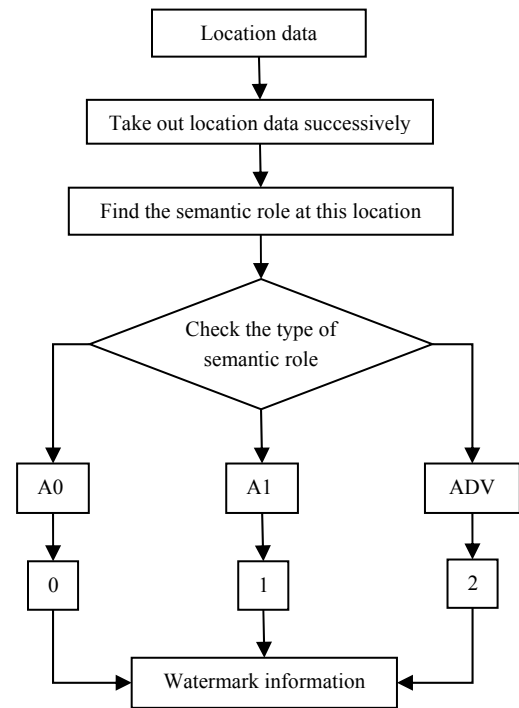 Location data
Take out location data successively
Find the semantic role at this location
Check the type of
semantic role
A0
A1
ADV
0
1
2
Watermark information